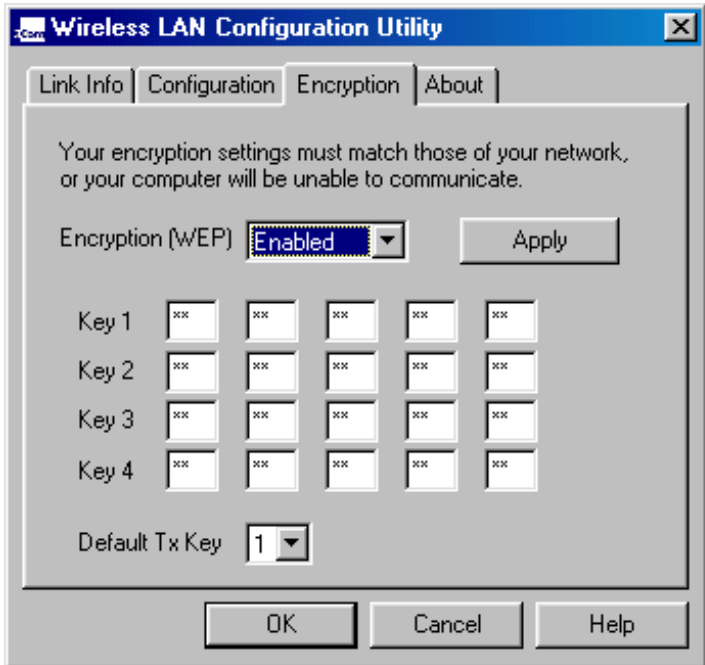 zCom Wireless LAN Configuration Utility
Link Info Configuration Encryption About
Your encryption settings must match those of your network,
or your computer will be unable to communicate.
Encryption (WEP) Enabled Apply
Key 1 ** ** ** ** **
Key 2 ** ** ** ** **
Key 3 ** ** ** ** **
Key 4 ** ** ** ** **
Default Tx Key 1
OK Cancel Help